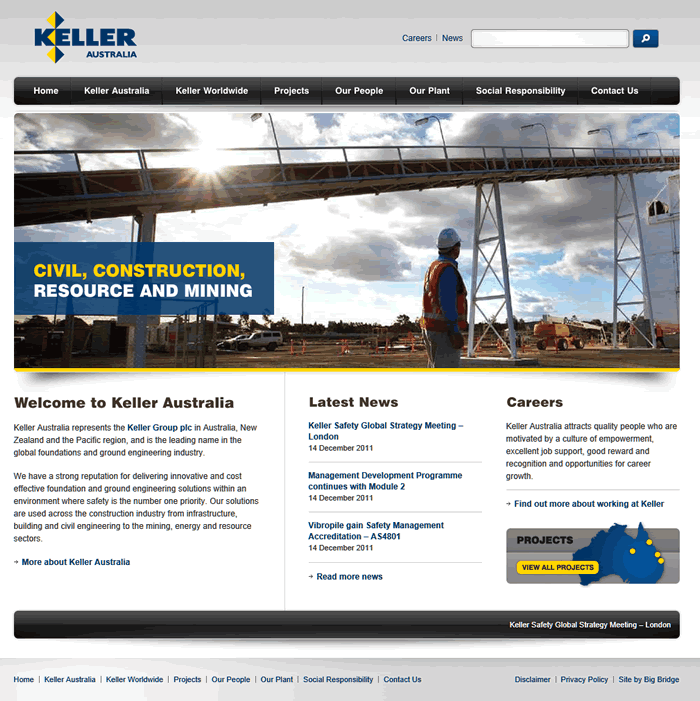 KELLER
AUSTRALIA
Careers | News
Home Keller Australia Keller Worldwide Projects Our People Our Plant Social Responsibility Contact Us
CIVIL, CONSTRUCTION,
RESOURCE AND MINING
Welcome to Keller Australia
Keller Australia represents the Keller Group plc in Australia, New
Zealand and the Pacific region, and is the leading name in the
global foundations and ground engineering industry.
We have a strong reputation for delivering innovative and cost
effective foundation and ground engineering solutions within an
environment where safety is the number one priority. Our solutions
are used across the construction industry from infrastructure,
building and civil engineering to the mining, energy and resource
sectors.
More about Keller Australia
Latest News
Keller Safety Global Strategy Meeting –
London
14 December 2011
Management Development Programme
continues with Module 2
14 December 2011
Vibropile gain Safety Management
Accreditation – AS4801
14 December 2011
Read more news
Careers
Keller Australia attracts quality people who are
motivated by a culture of empowerment,
excellent job support, good reward and
recognition and opportunities for career
growth.
Find out more about working at Keller
PROJECTS
VIEW ALL PROJECTS
Keller Safety Global Strategy Meeting – London
Home | Keller Australia | Keller Worldwide | Projects | Our People | Our Plant | Social Responsibility | Contact Us
Disclaimer | Privacy Policy | Site by Big Bridge